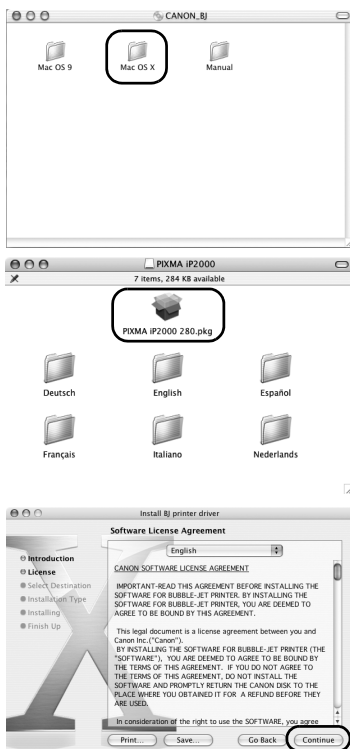 CANON_BJ
Mac OS 9
Mac OS X
Manual
PIXMA iP2000
7 items, 284 KB available
PIXMA iP2000 280.pkg
Deutsch
English
Español
Français
Italiano
Nederlands
Install BJ printer driver
Software License Agreement
Introduction
License
Select Destination
Installation Type
Installing
Finish Up
English
CANON SOFTWARE LICENSE AGREEMENT
IMPORTANT-READ THIS AGREEMENT BEFORE INSTALLING THE
SOFTWARE FOR BUBBLE-JET PRINTER. BY INSTALLING THE
SOFTWARE FOR BUBBLE-JET PRINTER, YOU ARE DEEMED TO
AGREE TO BE BOUND BY THIS AGREEMENT.
This legal document is a license agreement between you and
Canon Inc.("Canon").
BY INSTALLING THE SOFTWARE FOR BUBBLE-JET PRINTER (THE
"SOFTWARE"), YOU ARE DEEMED TO AGREE TO BE BOUND BY
THE TERMS OF THIS AGREEMENT. IF YOU DO NOT AGREE TO
THE TERMS OF THIS AGREEMENT, DO NOT INSTALL THE
SOFTWARE AND PROMPTLY RETURN THE CANON DISK TO THE
PLACE WHERE YOU OBTAINED IT FOR A REFUND BEFORE THEY
ARE USED.
In consideration of the right to use the SOFTWARE, you agree
Print...
Save...
Go Back
Continue